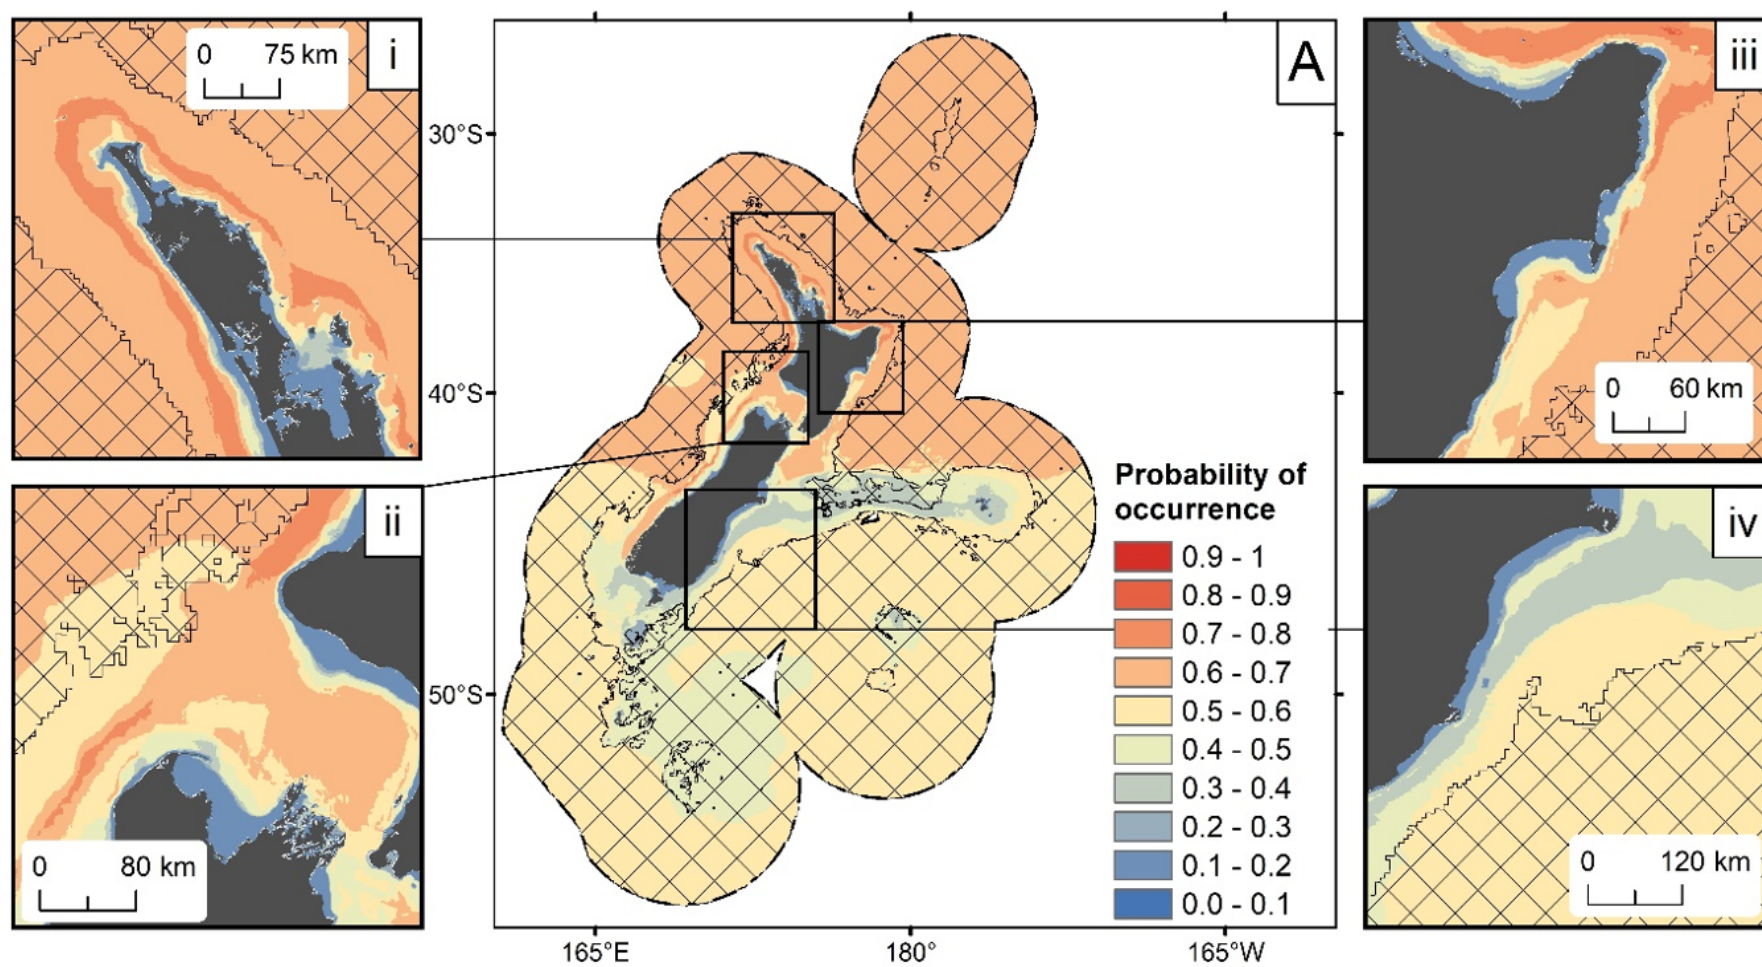 0 75 km
i
A
iii
30°S
40°S
50°S
0 60 km
ii
0 80 km
Probability of
occurrence
0.9 - 1
0.8 - 0.9
0.7 - 0.8
0.6 - 0.7
0.5 - 0.6
0.4 - 0.5
0.3 - 0.4
0.2 - 0.3
0.1 - 0.2
0.0 - 0.1
iv
0 120 km
165°E
180°
165°W